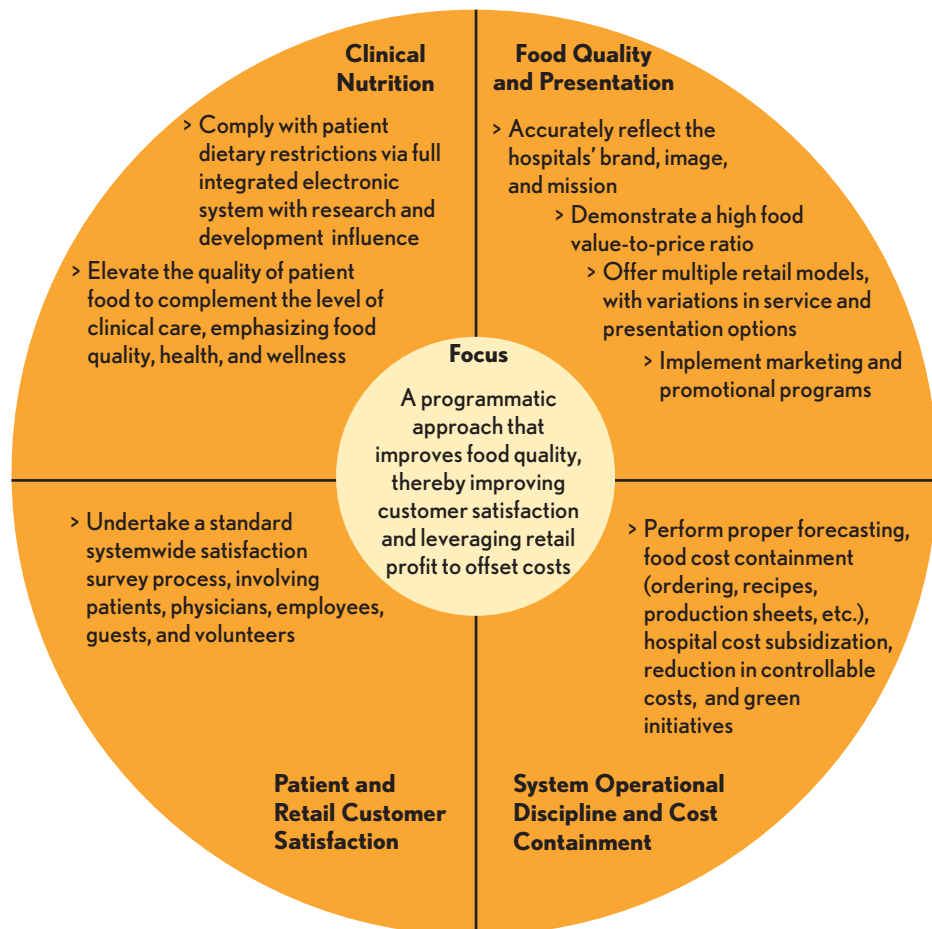 Clinical
Nutrition
> Comply with patient
dietary restrictions via full
integrated electronic
system with research and
development influence
> Elevate the quality of patient
food to complement the level of
clinical care, emphasizing food
quality, health, and wellness
Food Quality
and Presentation
> Accurately reflect the
hospitals’ brand, image,
and mission
> Demonstrate a high food
value-to-price ratio
> Offer multiple retail models,
with variations in service and
presentation options
> Implement marketing and
promotional programs
Focus
A programmatic
approach that
improves food quality,
thereby improving
customer satisfaction
and leveraging retail
profit to offset costs
> Undertake a standard
systemwide satisfaction
survey process, involving
patients, physicians, employees,
guests, and volunteers
Patient and
Retail Customer
Satisfaction
> Perform proper forecasting,
food cost containment
(ordering, recipes,
production sheets, etc.),
hospital cost subsidization,
reduction in controllable
costs, and green
initiatives
System Operational
Discipline and Cost
Containment